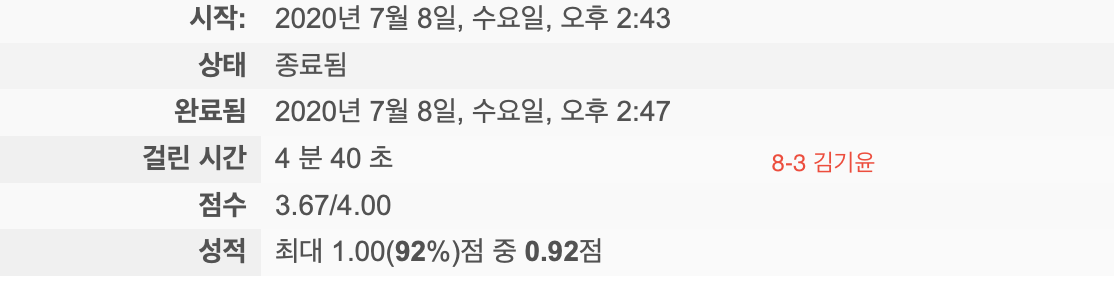 시작: 2020년 7월 8일, 수요일, 오후 2:43
상태 종료됨
완료됨 2020년 7월 8일, 수요일, 오후 2:47
걸린 시간 4 분 40 초
8-3 김기윤
점수 3.67/4.00
성적 최대 1.00(92%)점 중 0.92점